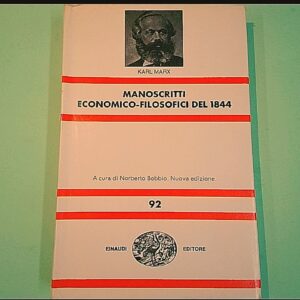 KARL MARX
MANOSCRITTI
ECONOMICO-FILOSOFICI DEL 1844
A cura di Norberto Bobbio. Nuova edizione
92
EINAUDI EDITORE